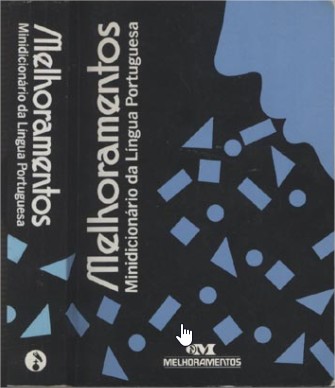 Melhoramentos
Minidicionário da Língua Portuguesa
Melhoramentos
Minidicionário da Língua Portuguesa
M
MELHORAMENTOS